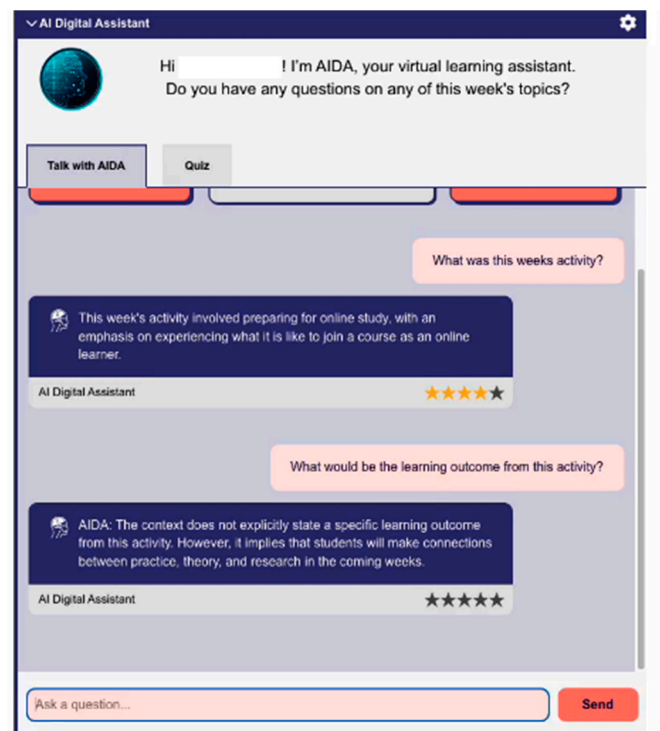 AI Digital Assistant
Hi ! I'm AIDA, your virtual learning assistant.
Do you have any questions on any of this week's topics?
Talk with AIDA
Quiz
What was this weeks activity?
This week's activity involved preparing for online study, with an
emphasis on experiencing what it is like to join a course as an online
learner.
AI Digital Assistant
What would be the learning outcome from this activity?
AIDA: The context does not explicitly state a specific learning outcome
from this activity. However, it implies that students will make connections
between practice, theory, and research in the coming weeks.
AI Digital Assistant
Ask a question...
Send